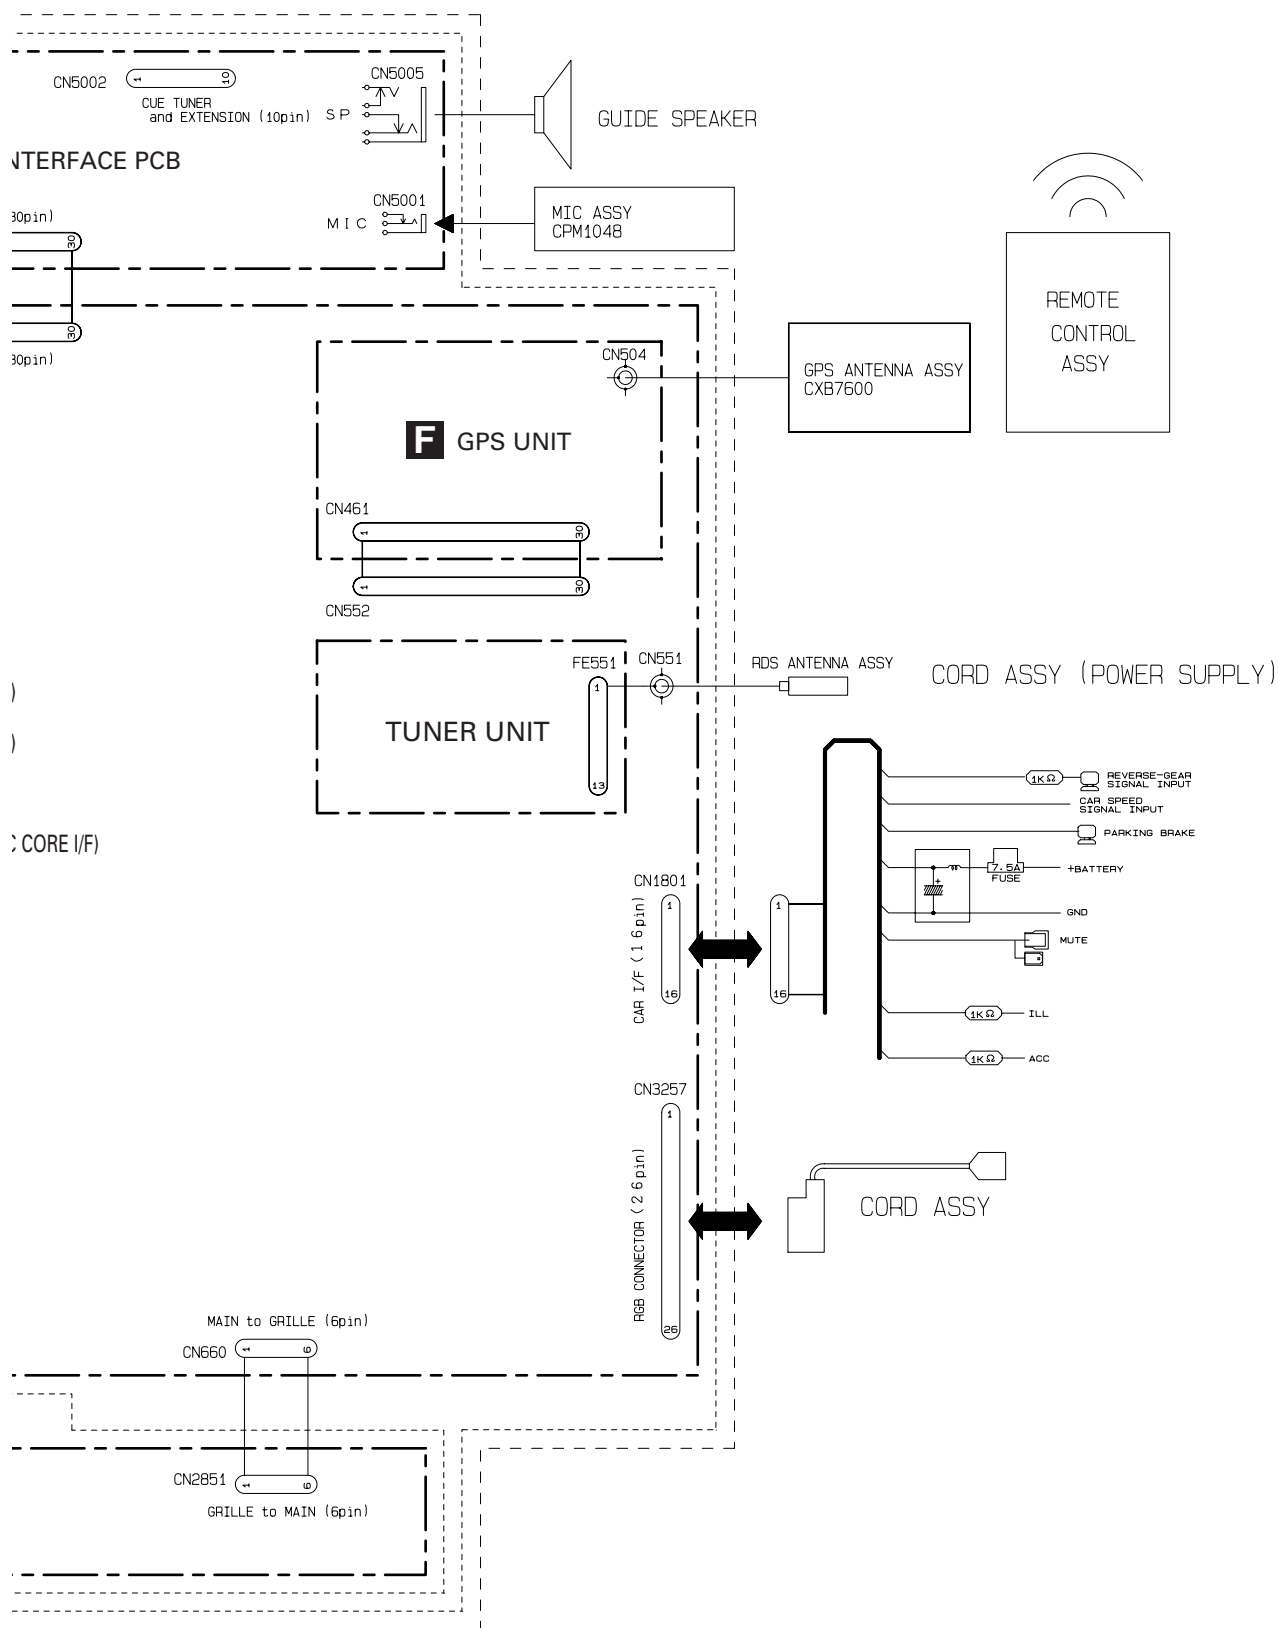 CN5002
1 10
CUE TUNER
and EXTENSION (10pin)
CN5005
SP
GUIDE SPEAKER
NTERFACE PCB
CN5001
MIC
MIC ASSY
CPM1048
30pin)
30
30
30pin)
REMOTE
CONTROL
ASSY
CN504
GPS ANTENNA ASSY
CXB7600
F GPS UNIT
CN461
1 30
1 30
CN552
FE551
CN551
RDS ANTENNA ASSY
CORD ASSY (POWER SUPPLY)
1
13
TUNER UNIT
)
)
C CORE I/F)
1KΩ
REVERSE-GEAR
SIGNAL INPUT
CAR SPEED
SIGNAL INPUT
PARKING BRAKE
+
7.5A
FUSE
+BATTERY
GND
MUTE
1KΩ ILL
1KΩ ACC
CN1801
CAR I/F (16pin)
1
16
1
16
CN3257
RGB CONNECTOR (26pin)
1
26
CORD ASSY
MAIN to GRILLE (6pin)
CN660
1 6
CN2851
1 6
GRILLE to MAIN (6pin)